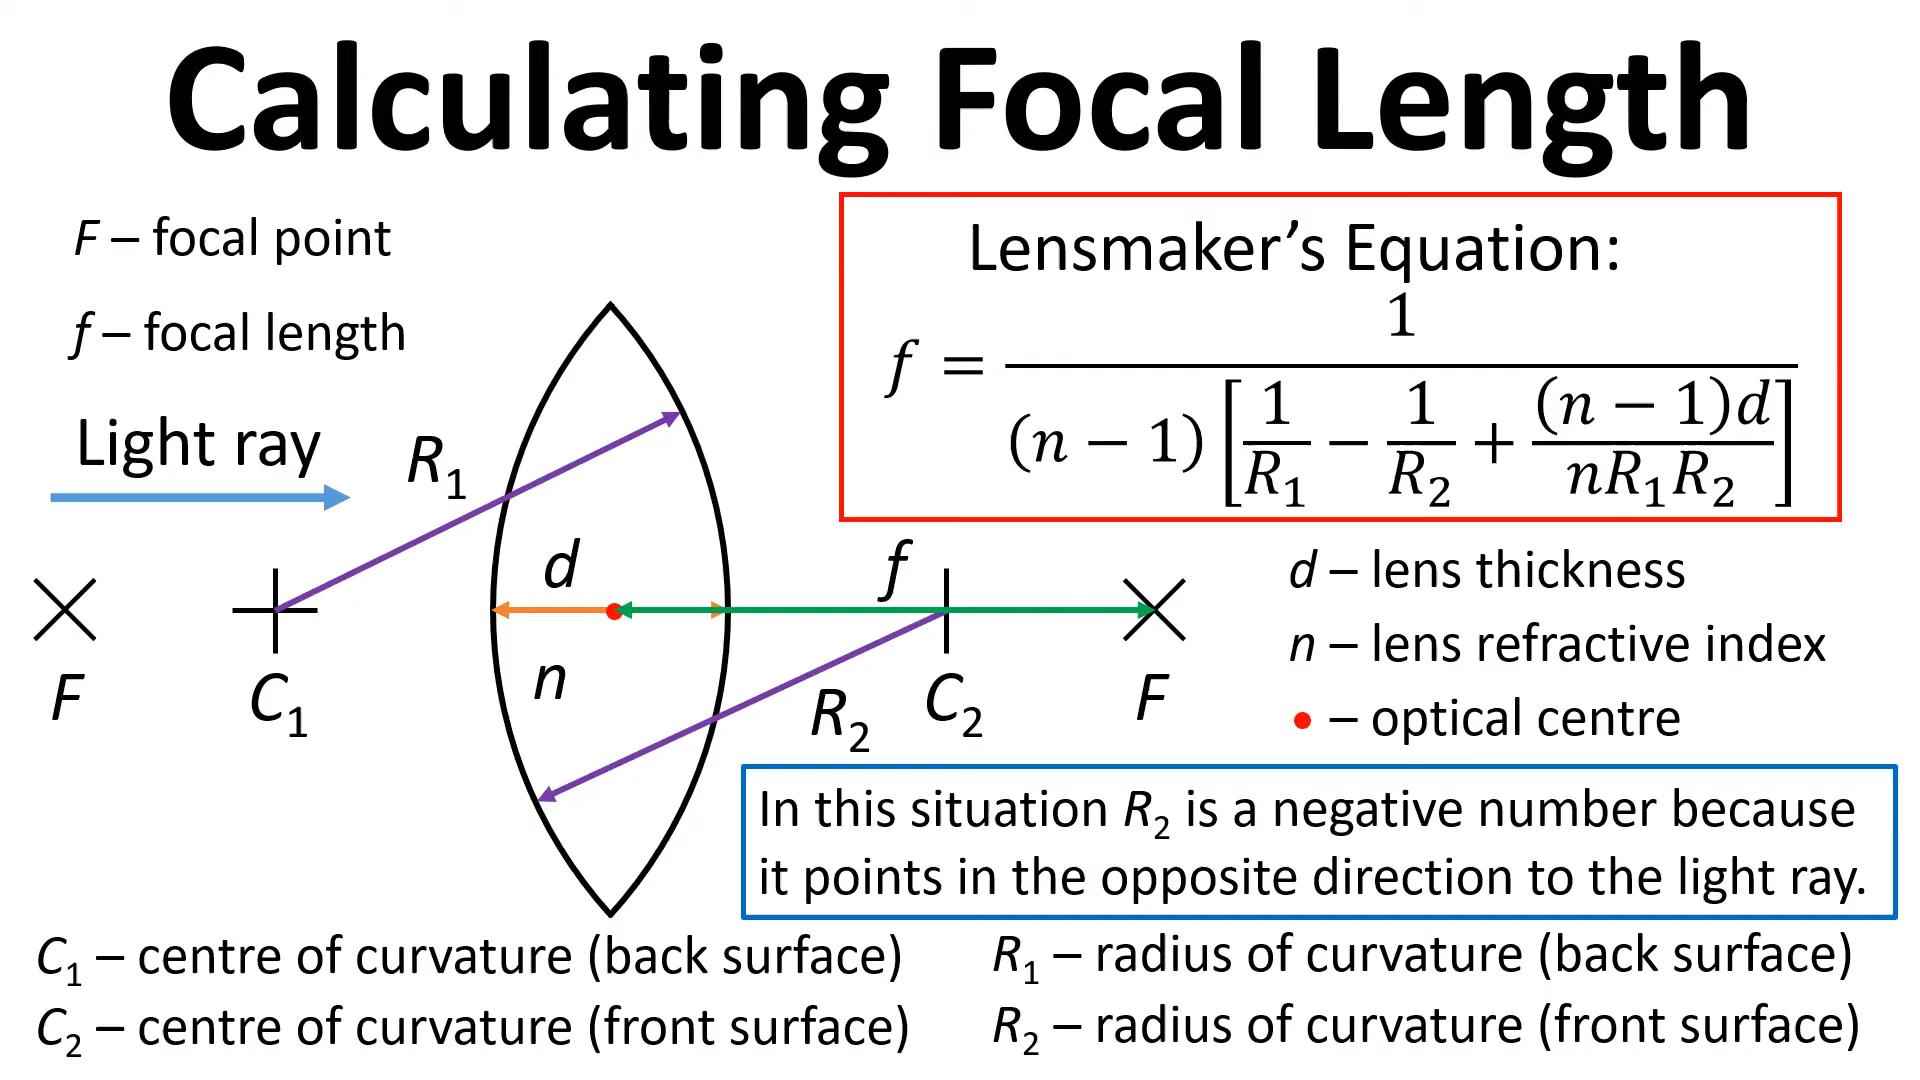 Calculating Focal Length
F – focal point
f – focal length
Light ray
Lensmaker’s Equation:
f = 1 / (n − 1) [1/R₁ − 1/R₂ + (n − 1)d / nR₁R₂]
R₁
d
f
n
F
C₁
R₂
C₂
F
d – lens thickness
n – lens refractive index
– optical centre
In this situation R₂ is a negative number because
it points in the opposite direction to the light ray.
C₁ – centre of curvature (back surface)
C₂ – centre of curvature (front surface)
R₁ – radius of curvature (back surface)
R₂ – radius of curvature (front surface)